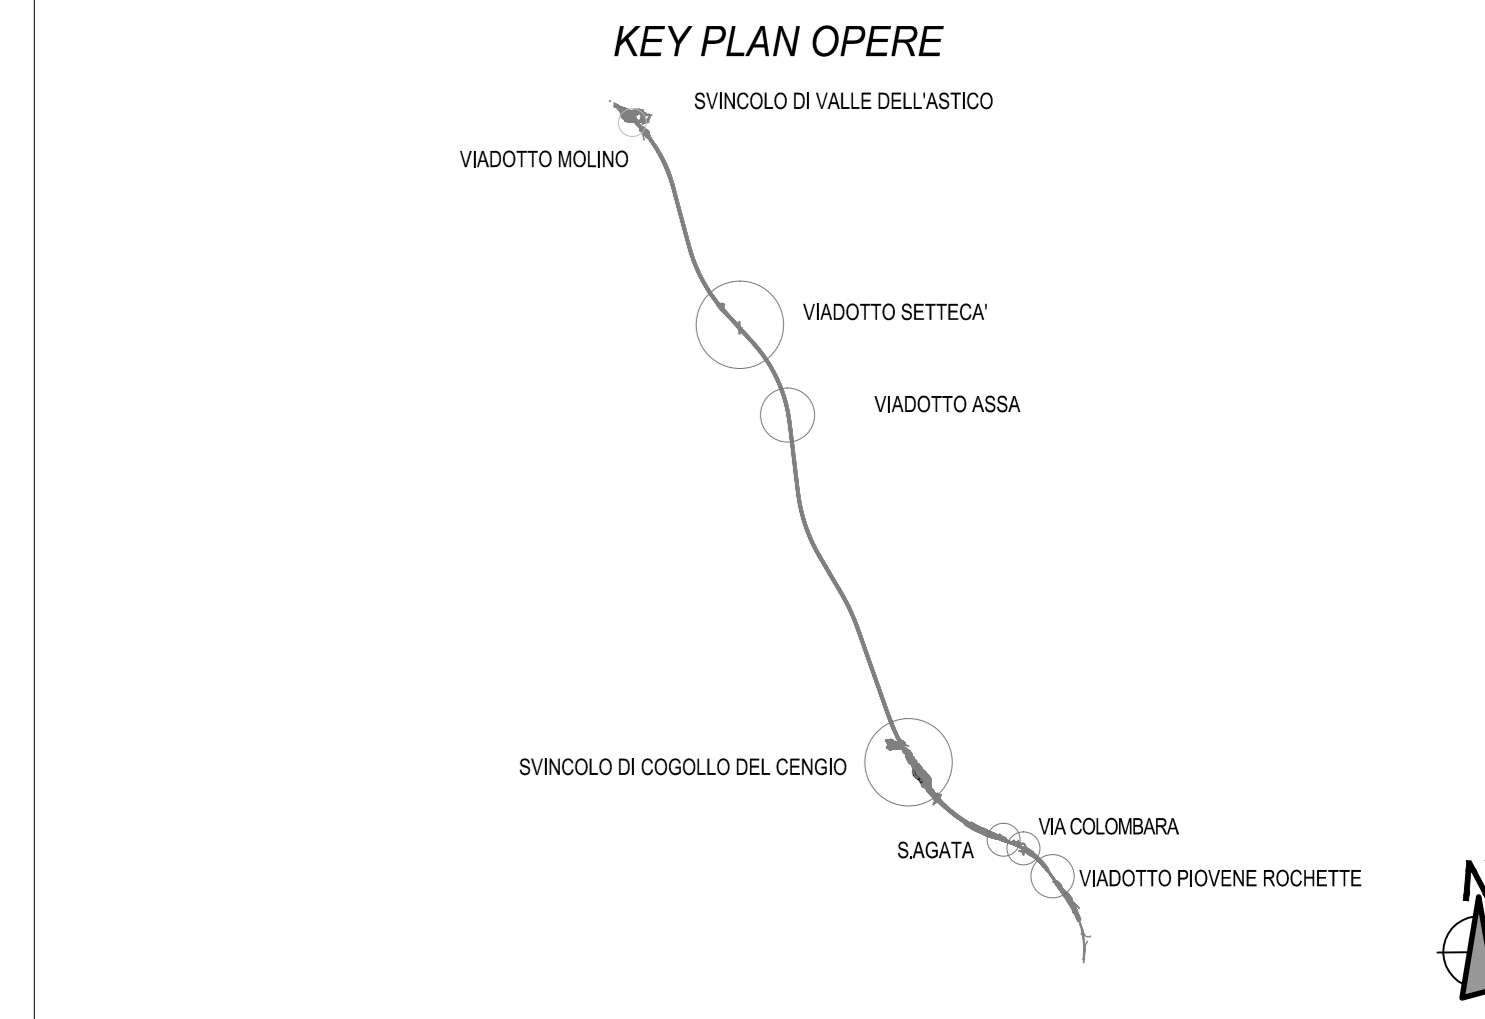 KEY PLAN OPERE
SVINCOLO DI VALLE DELL'ASTICO
VIADOTTO MOLINO
VIADOTTO SETTECA'
VIADOTTO ASSA
SVINCOLO DI COGOLLO DEL CENGIO
VIA COLOMBARA
S.AGATA
VIADOTTO PIOVENE ROCHETTE
N